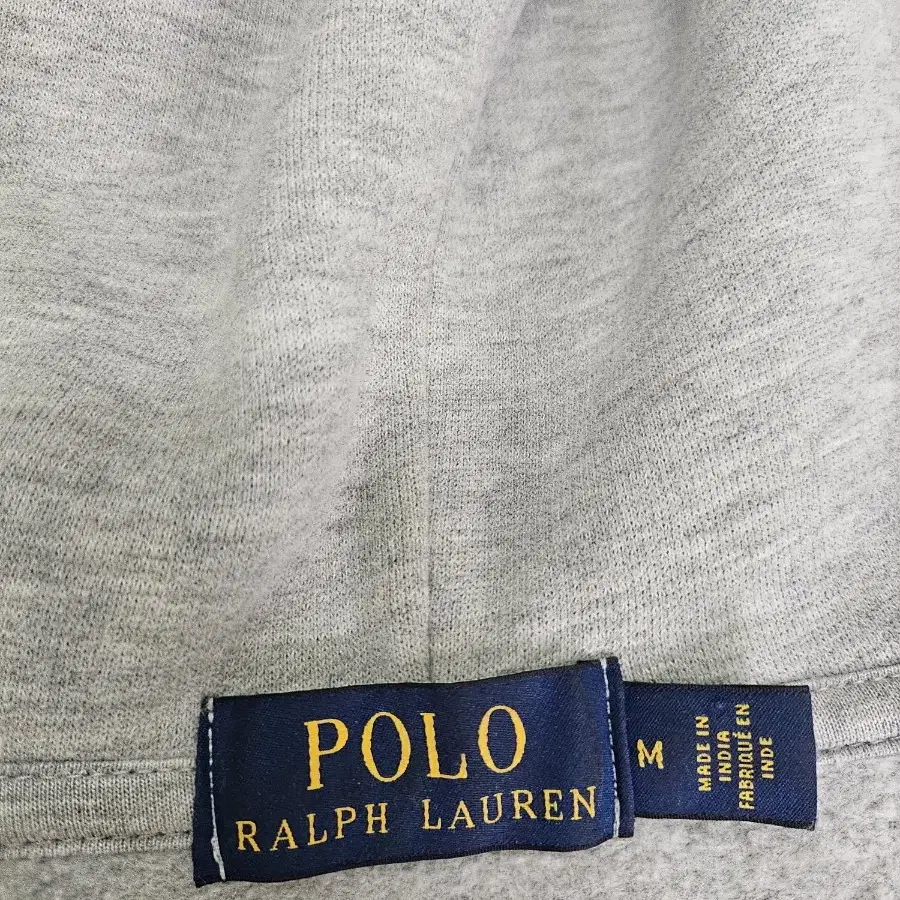 POLO
RALPH LAUREN
M
MADE IN
INDIA
FABRIQUÉ EN
INDE